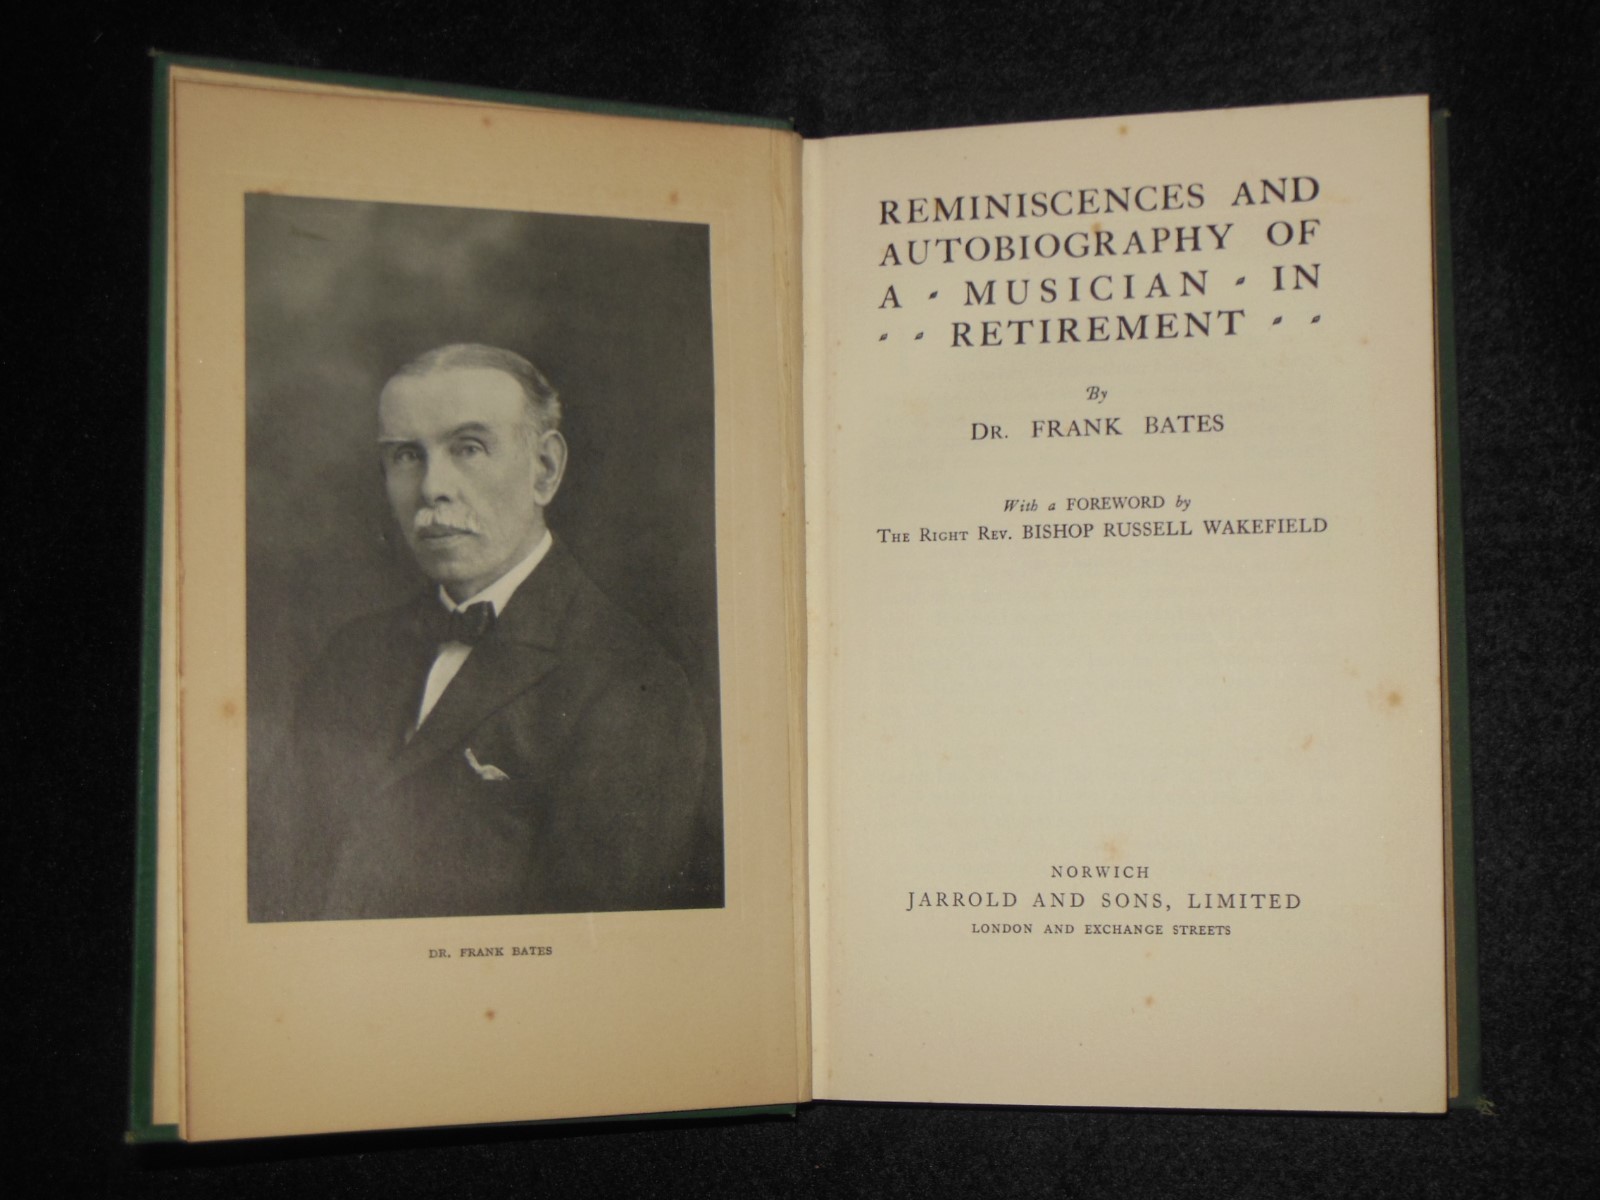 DR. FRANK BATES
REMINISCENCES AND
AUTOBIOGRAPHY OF
A - MUSICIAN - IN
- - RETIREMENT - -
By
DR. FRANK BATES
With a FOREWORD by
THE RIGHT REV. BISHOP RUSSELL WAKEFIELD
NORWICH
JARROLD AND SONS, LIMITED
LONDON AND EXCHANGE STREETS